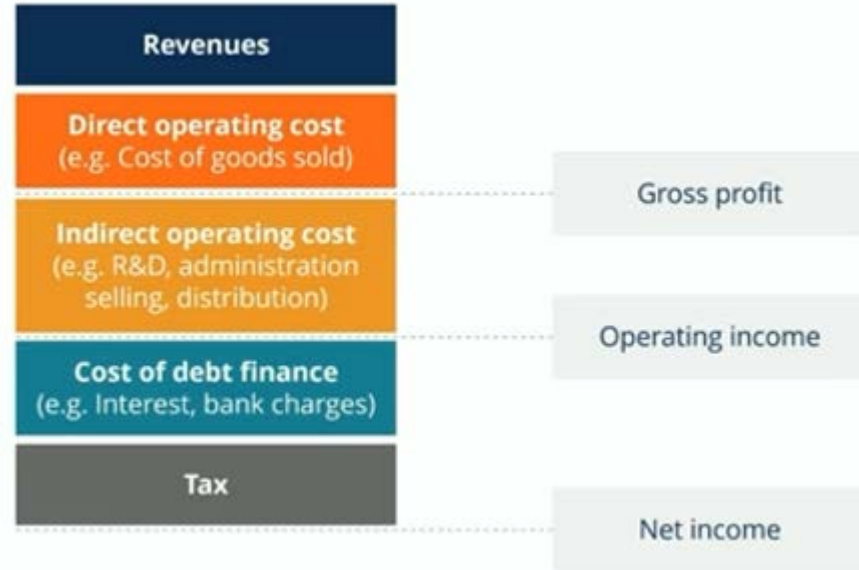 Revenues
Direct operating cost
(e.g. Cost of goods sold)
Gross profit
Indirect operating cost
(e.g. R&D, administration
selling, distribution)
Operating income
Cost of debt finance
(e.g. Interest, bank charges)
Tax
Net income